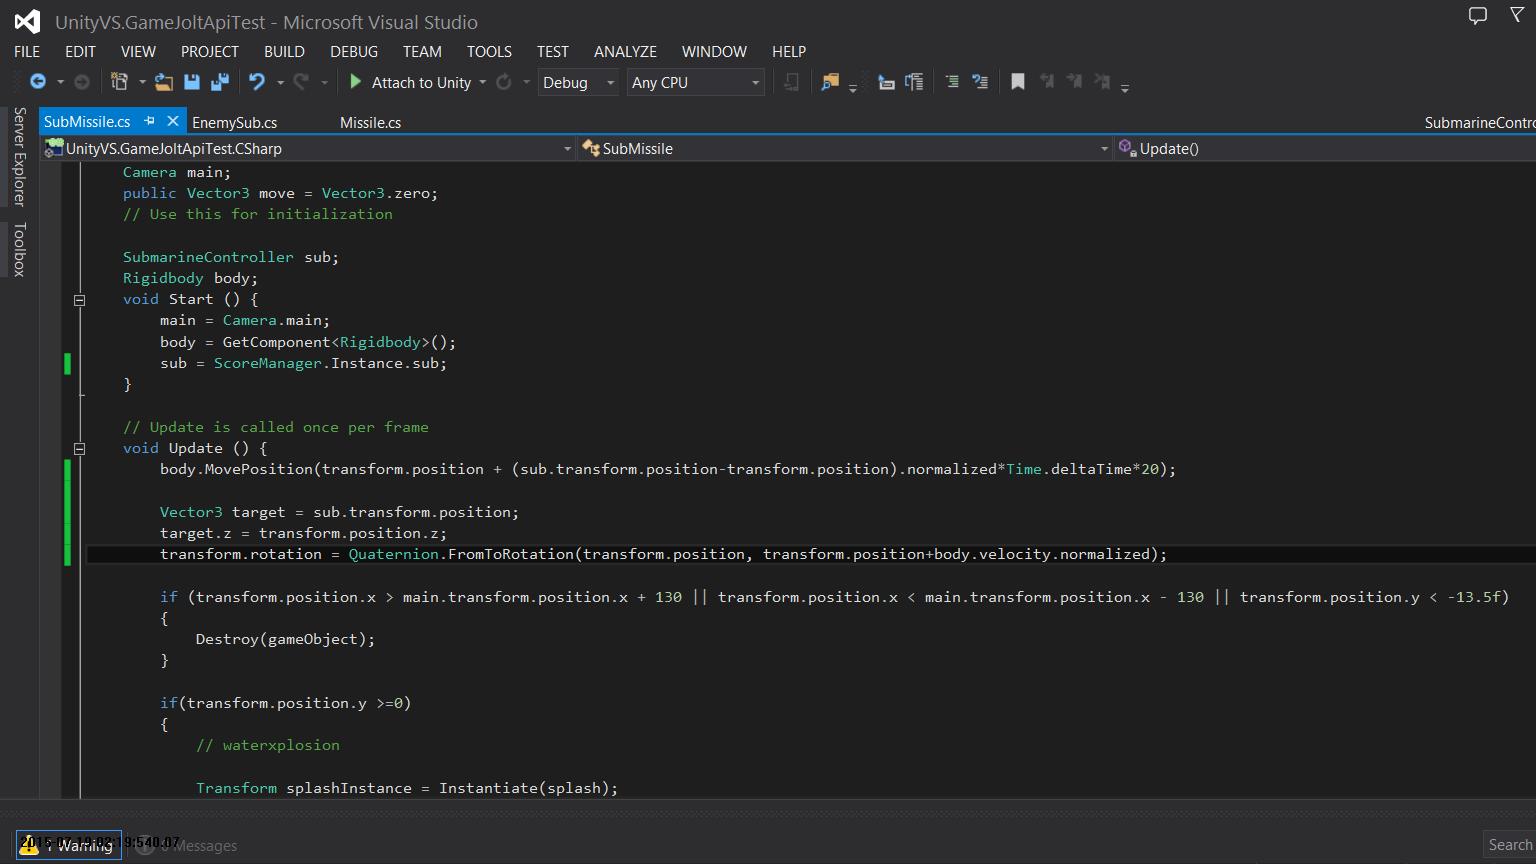 UnityVS.GameJoltApiTest - Microsoft Visual Studio
FILE EDIT VIEW PROJECT BUILD DEBUG TEAM TOOLS TEST ANALYZE WINDOW HELP
Attach to Unity Debug Any CPU
Server Explorer
Toolbox
SubMissile.cs EnemySub.cs Missile.cs SubmarineContro
UnityVS.GameJoltApiTest.CSharp SubMissile Update()
Camera main;
public Vector3 move = Vector3.zero;
// Use this for initialization
SubmarineController sub;
Rigidbody body;
void Start () {
main = Camera.main;
body = GetComponent<Rigidbody>();
sub = ScoreManager.Instance.sub;
}
// Update is called once per frame
void Update () {
body.MovePosition(transform.position + (sub.transform.position-transform.position).normalized*Time.deltaTime*20);
Vector3 target = sub.transform.position;
target.z = transform.position.z;
transform.rotation = Quaternion.FromToRotation(transform.position, transform.position+body.velocity.normalized);
if (transform.position.x > main.transform.position.x + 130 || transform.position.x < main.transform.position.x - 130 || transform.position.y < -13.5f)
{
Destroy(gameObject);
}
if(transform.position.y >=0)
{
// waterxplosion
Transform splashInstance = Instantiate(splash);
1 Warning 0 Messages
Search